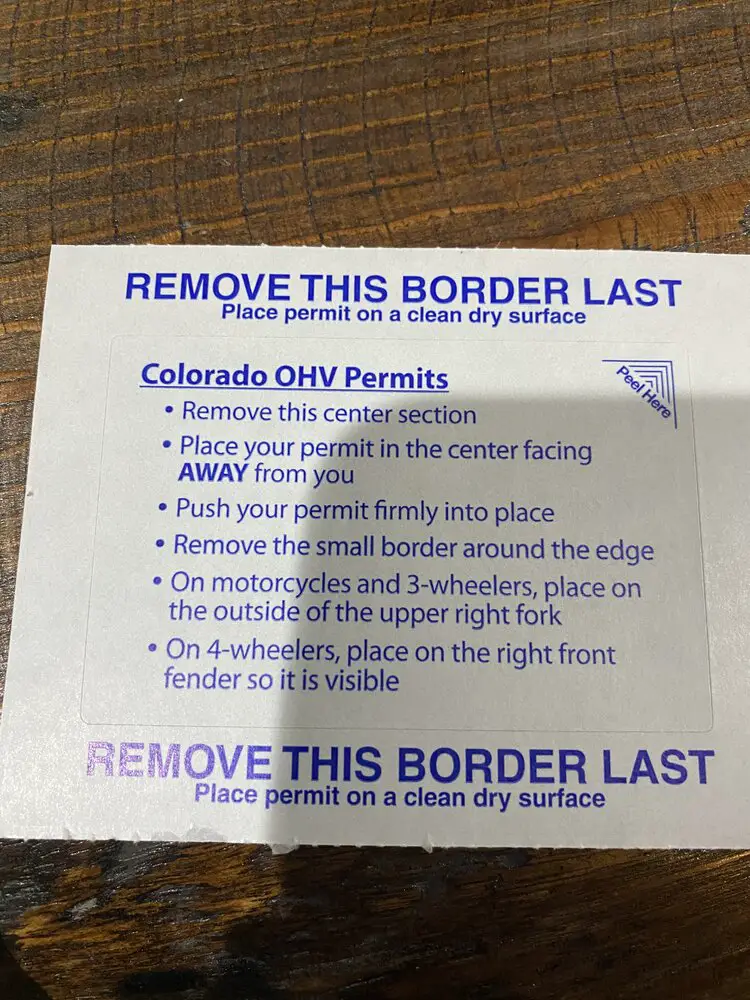 REMOVE THIS BORDER LAST
Place permit on a clean dry surface
Colorado OHV Permits
Peel Here
• Remove this center section
• Place your permit in the center facing
AWAY from you
• Push your permit firmly into place
• Remove the small border around the edge
• On motorcycles and 3-wheelers, place on
the outside of the upper right fork
• On 4-wheelers, place on the right front
fender so it is visible
REMOVE THIS BORDER LAST
Place permit on a clean dry surface